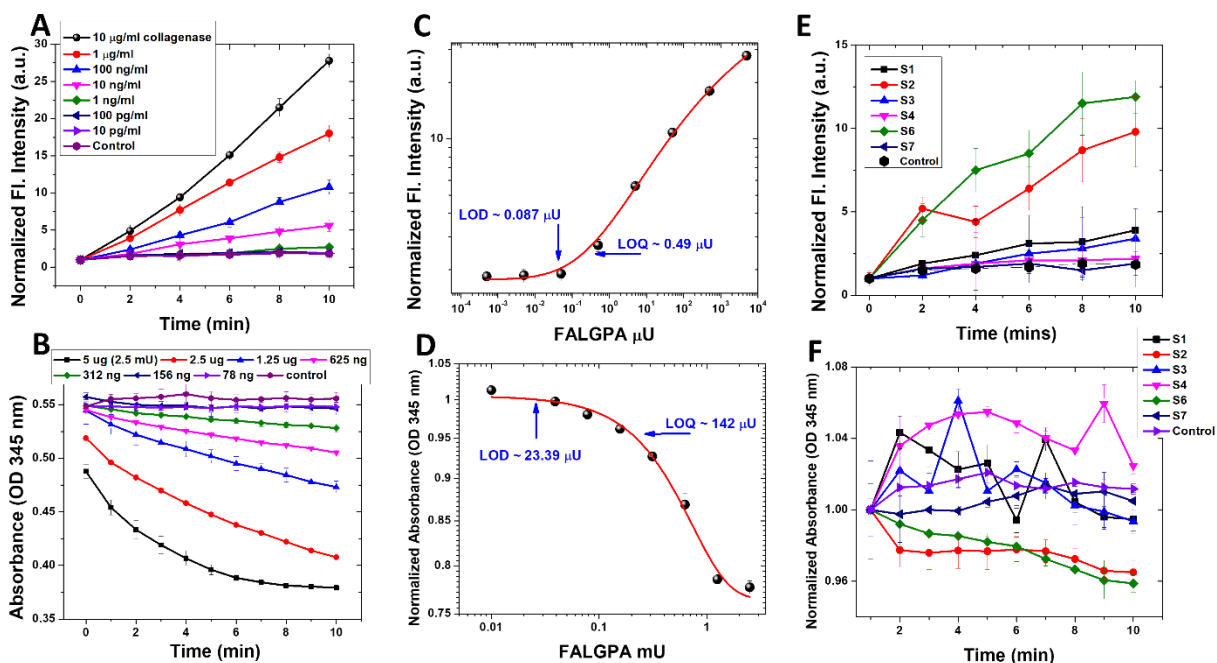 A
10 μg/ml collagenase
1 μg/ml
100 ng/ml
10 ng/ml
1 ng/ml
100 pg/ml
10 pg/ml
Control
30
25
20
15
10
5
0
Normalized Fl. Intensity (a.u.)
0 2 4 6 8 10
Time (min)
C
10
Normalized Fl. Intensity (a.u.)
LOD ~ 0.087 μU
LOQ ~ 0.49 μU
10⁻⁴ 10⁻³ 10⁻² 10⁻¹ 10⁰ 10¹ 10² 10³ 10⁴
FALGPA μU
E
S1
S2
S3
S4
S6
S7
Control
15
10
5
0
Normalized Fl. Intensity (a.u.)
0 2 4 6 8 10
Time (mins)
B
5 ug (2.5 mU) 2.5 ug 1.25 ug 625 ng
312 ng 156 ng 78 ng control
0.55
0.50
0.45
0.40
0.35
Absorbance (OD 345 nm)
0 2 4 6 8 10
Time (min)
D
1.05
1
0.95
0.9
0.85
0.8
0.75
Normalized Absorbance (OD 345 nm)
LOD ~ 23.39 μU
LOQ ~ 142 μU
0.01 0.1 1
FALGPA mU
F
S1
S2
S3
S4
S6
S7
Control
1.04
1.00
0.96
Normalized Absorbance (OD 345 nm)
2 4 6 8 10
Time (min)